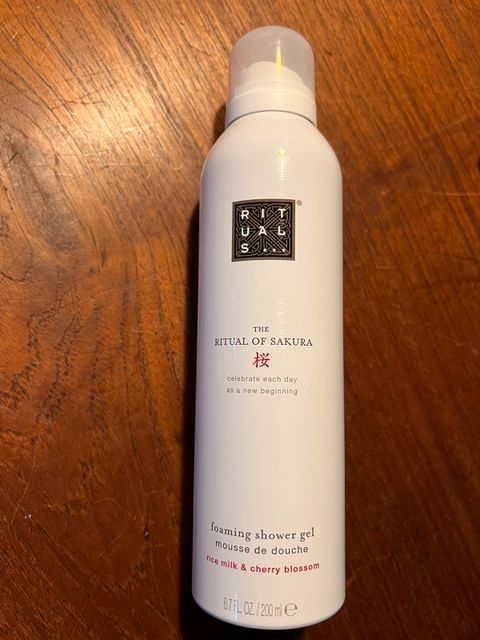 RIT
UAL
S...
®
THE
RITUAL OF SAKURA
桜
celebrate each day
as a new beginning
foaming shower gel
mousse de douche
rice milk & cherry blossom
6.7 FL. OZ. / 200 ml ℮